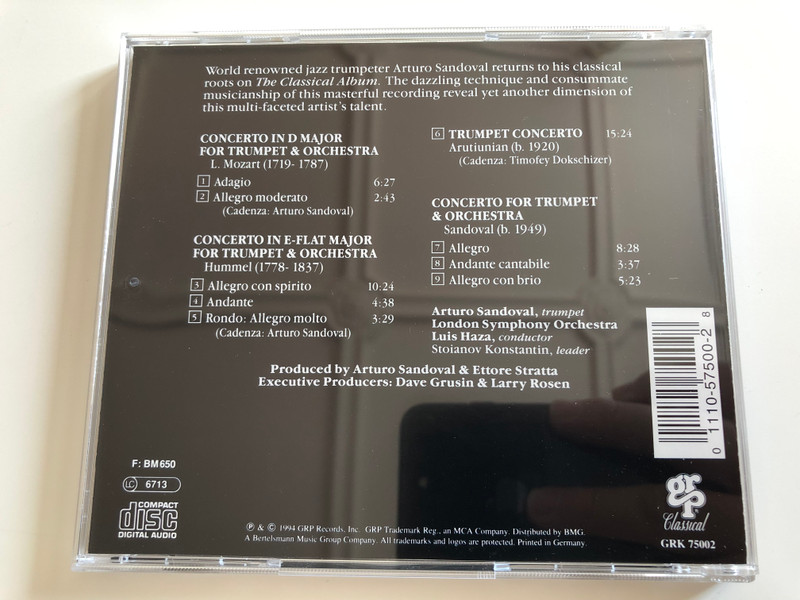 World renowned jazz trumpeter Arturo Sandoval returns to his classical
roots on The Classical Album. The dazzling technique and consummate
musicianship of this masterful recording reveal yet another dimension of
this multi-faceted artist's talent.
CONCERTO IN D MAJOR
FOR TRUMPET & ORCHESTRA
L. Mozart (1719- 1787)
1 Adagio 6:27
2 Allegro moderato 2:43
(Cadenza: Arturo Sandoval)
CONCERTO IN E-FLAT MAJOR
FOR TRUMPET & ORCHESTRA
Hummel (1778- 1837)
3 Allegro con spirito 10:24
4 Andante 4:38
5 Rondo: Allegro molto 3:29
(Cadenza: Arturo Sandoval)
6 TRUMPET CONCERTO 15:24
Arutiunian (b. 1920)
(Cadenza: Timofey Dokschizer)
CONCERTO FOR TRUMPET
& ORCHESTRA
Sandoval (b. 1949)
7 Allegro 8:28
8 Andante cantabile 3:37
9 Allegro con brio 5:23
Arturo Sandoval, trumpet
London Symphony Orchestra
Luis Haza, conductor
Stoianov Konstantin, leader
Produced by Arturo Sandoval & Ettore Stratta
Executive Producers: Dave Grusin & Larry Rosen
0 1110-57500-2 8
F: BM 650
LC 6713
COMPACT
disc
DIGITAL AUDIO
℗ & © 1994 GRP Records, Inc. GRP Trademark Reg., an MCA Company. Distributed by BMG.
A Bertelsmann Music Group Company. All trademarks and logos are protected. Printed in Germany.
grp
Classical
GRK 75002